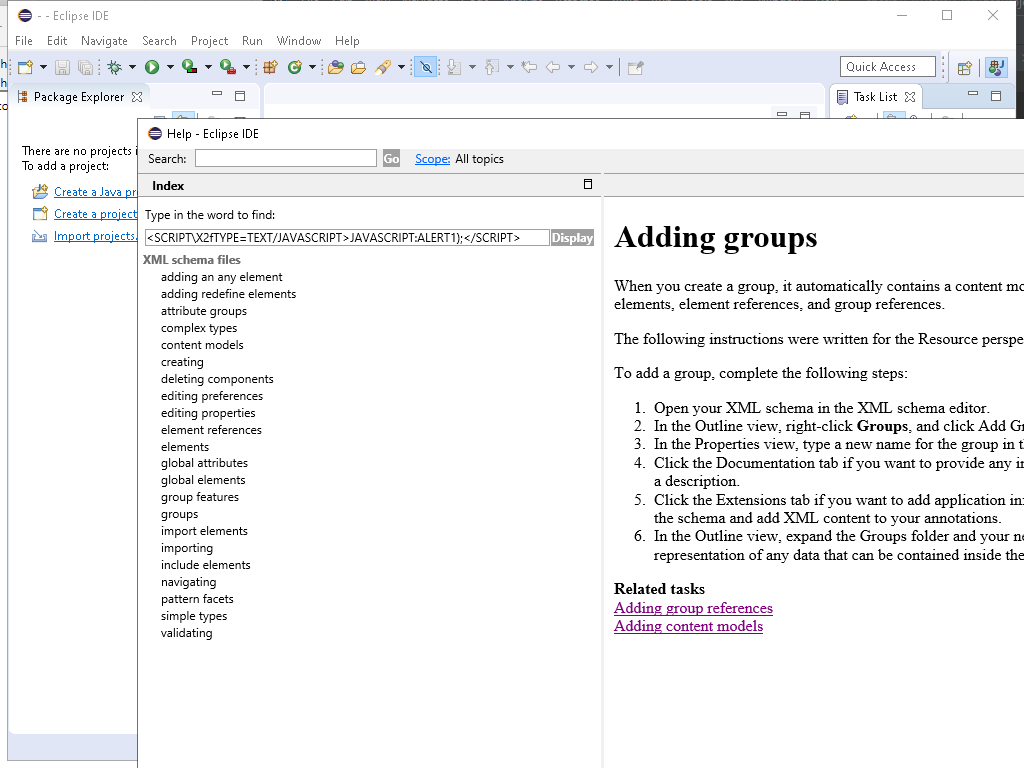 - - Eclipse IDE
File Edit Navigate Search Project Run Window Help
Quick Access
Package Explorer
Task List
There are no projects i
To add a project:
Create a Java pr
Create a project
Import projects.
Help - Eclipse IDE
Search: Go Scope: All topics
Index
Type in the word to find:
<SCRIPT\X2fTYPE=TEXT/JAVASCRIPT>JAVASCRIPT:ALERT1);</SCRIPT> Display
XML schema files
adding an any element
adding redefine elements
attribute groups
complex types
content models
creating
deleting components
editing preferences
editing properties
element references
elements
global attributes
global elements
group features
groups
import elements
importing
include elements
navigating
pattern facets
simple types
validating
Adding groups
When you create a group, it automatically contains a content mo
elements, element references, and group references.
The following instructions were written for the Resource perspe
To add a group, complete the following steps:
1. Open your XML schema in the XML schema editor.
2. In the Outline view, right-click Groups, and click Add Gr
3. In the Properties view, type a new name for the group in th
4. Click the Documentation tab if you want to provide any in
a description.
5. Click the Extensions tab if you want to add application inf
the schema and add XML content to your annotations.
6. In the Outline view, expand the Groups folder and your ne
representation of any data that can be contained inside the
Related tasks
Adding group references
Adding content models